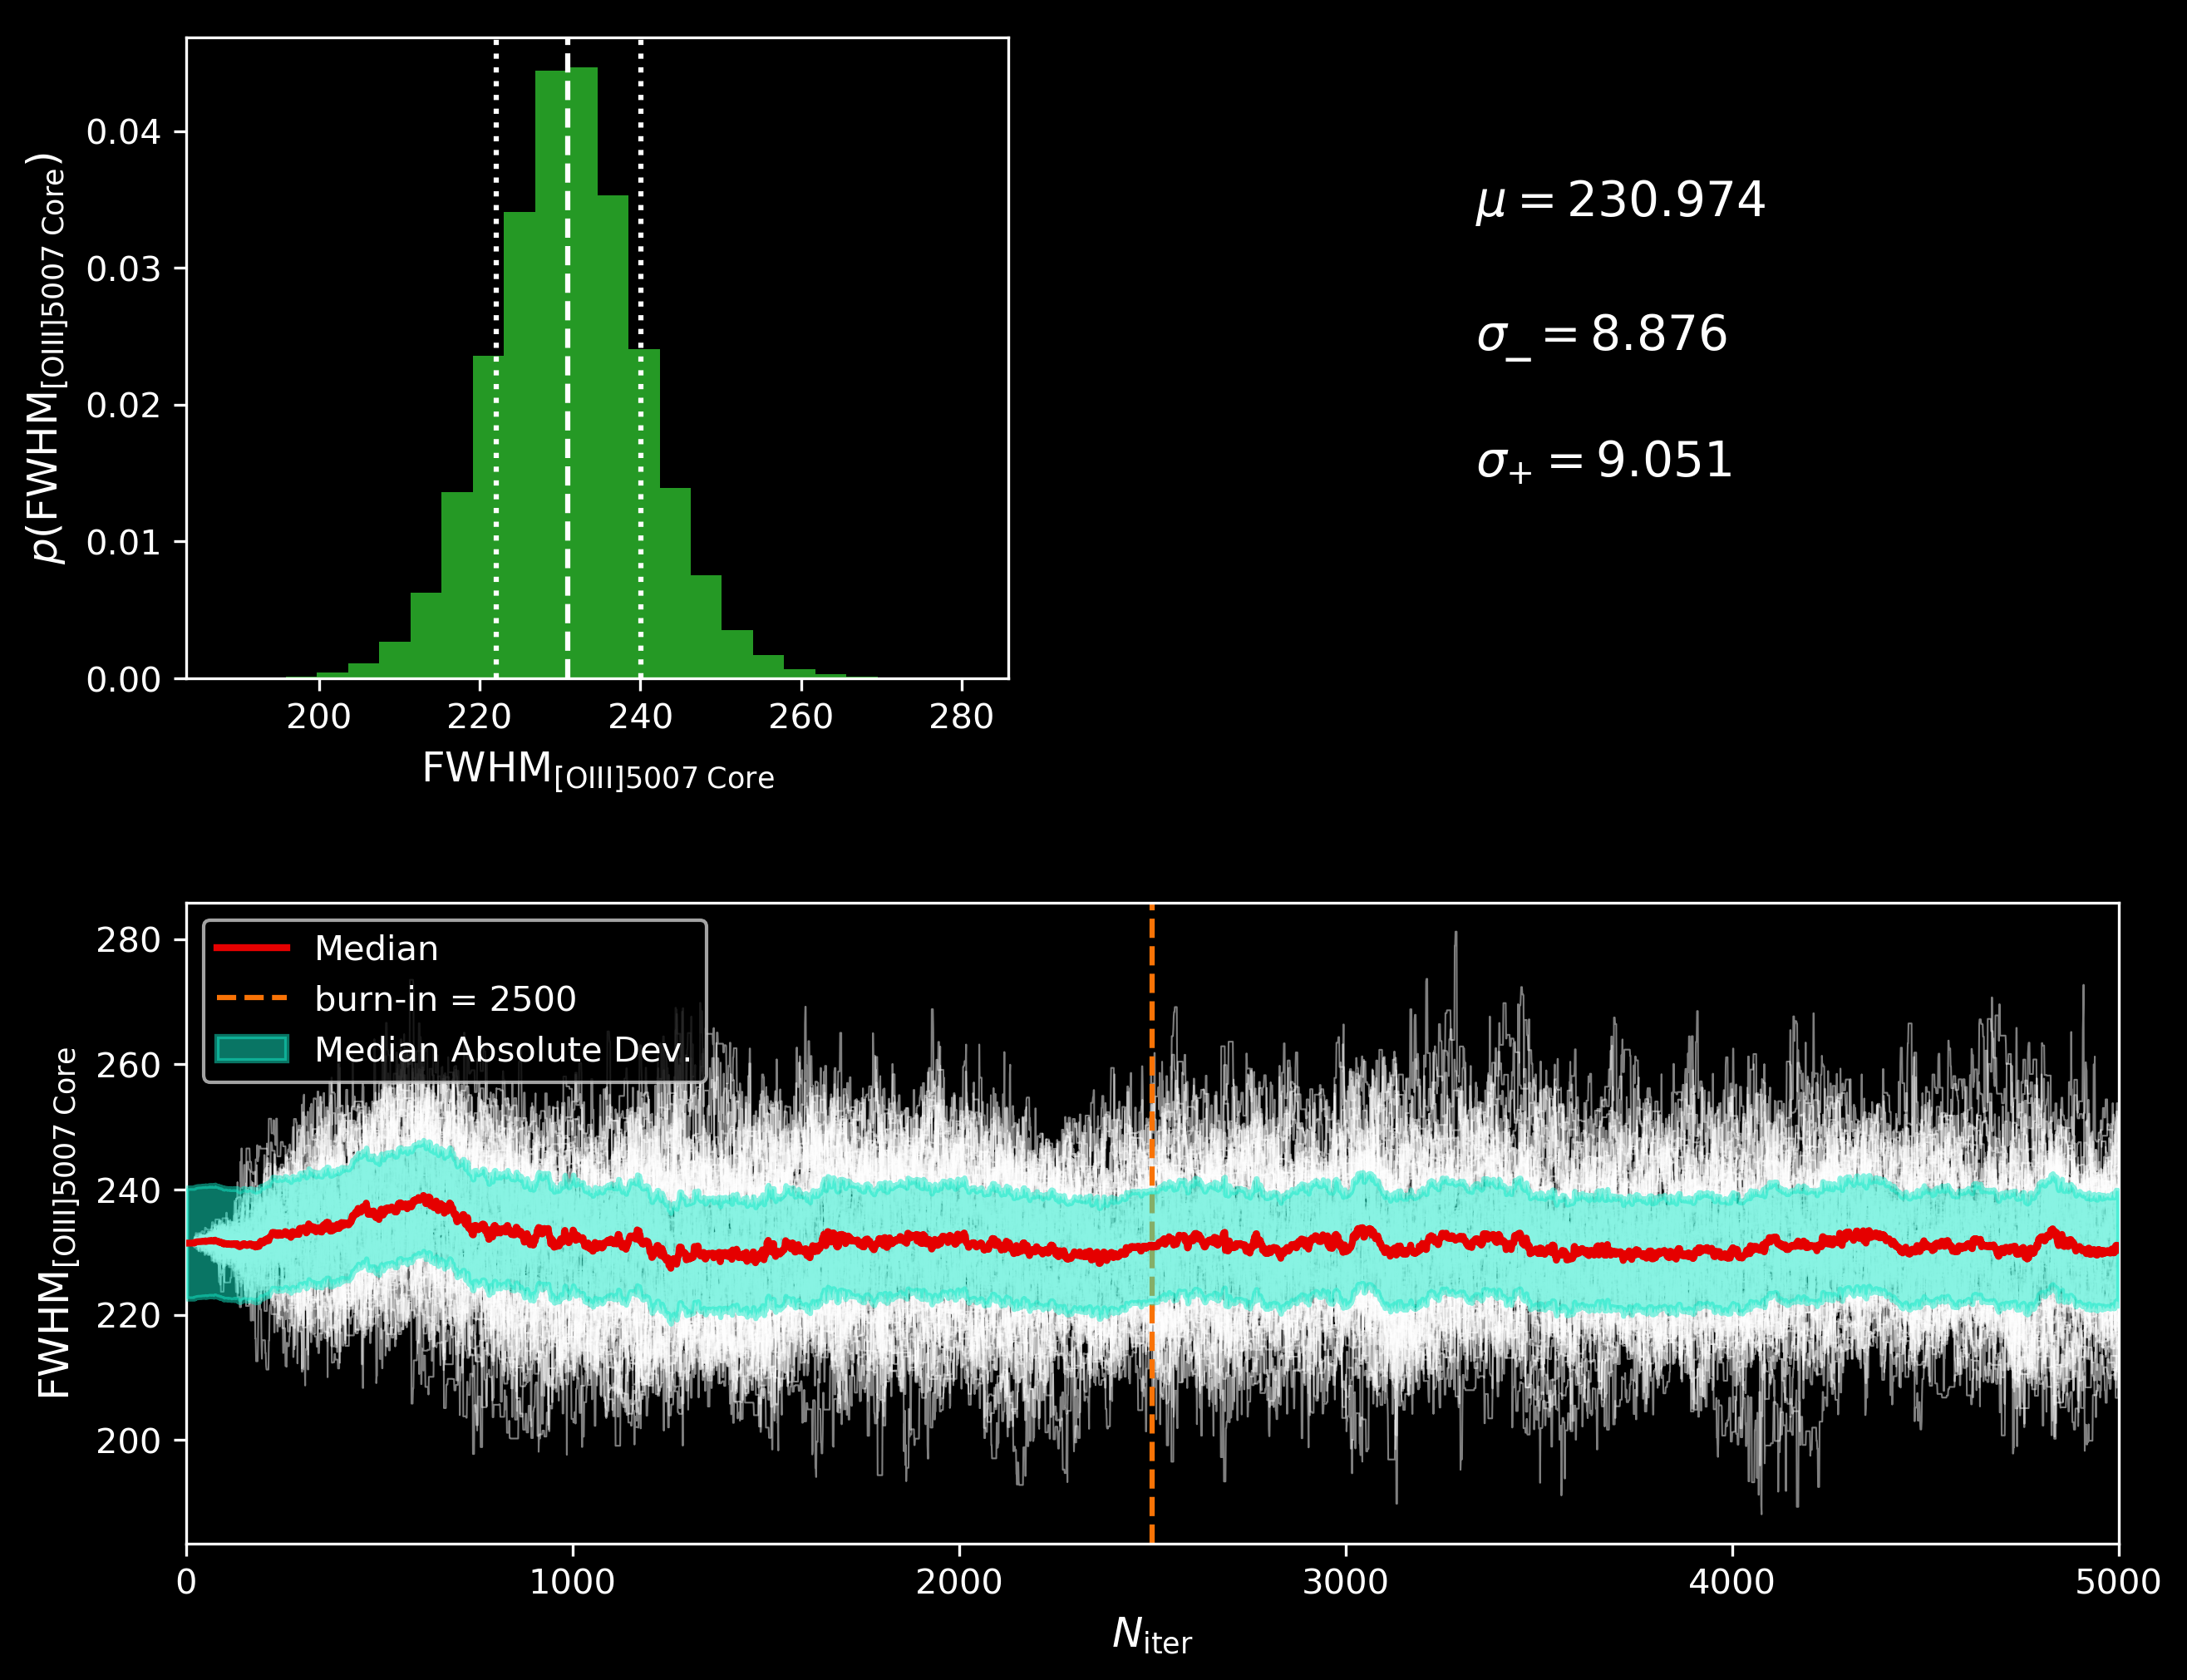 p(FWHM[OIII]5007 Core)
0.04
0.03
0.02
0.01
0.00
200 220 240 260 280
FWHM[OIII]5007 Core
μ = 230.974
σ_ = 8.876
σ+ = 9.051
FWHM[OIII]5007 Core
280
260
240
220
200
Median
burn-in = 2500
Median Absolute Dev.
0 1000 2000 3000 4000 5000
Niter